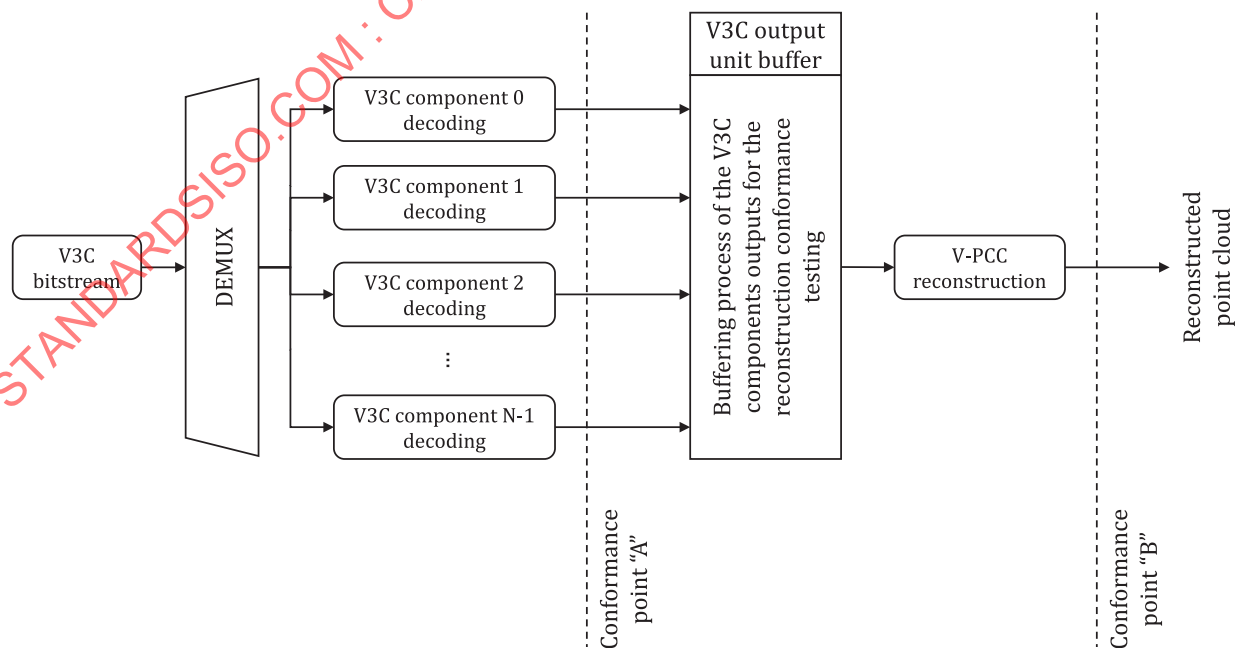 V3C
bitstream
DEMUX
V3C component 0
decoding
V3C component 1
decoding
V3C component 2
decoding
...
V3C component N-1
decoding
Conformance
point “A”
V3C output
unit buffer
Buffering process of the V3C
components outputs for the
reconstruction conformance
testing
V-PCC
reconstruction
Conformance
point “B”
Reconstructed
point cloud
STANDARDSISO.COM :